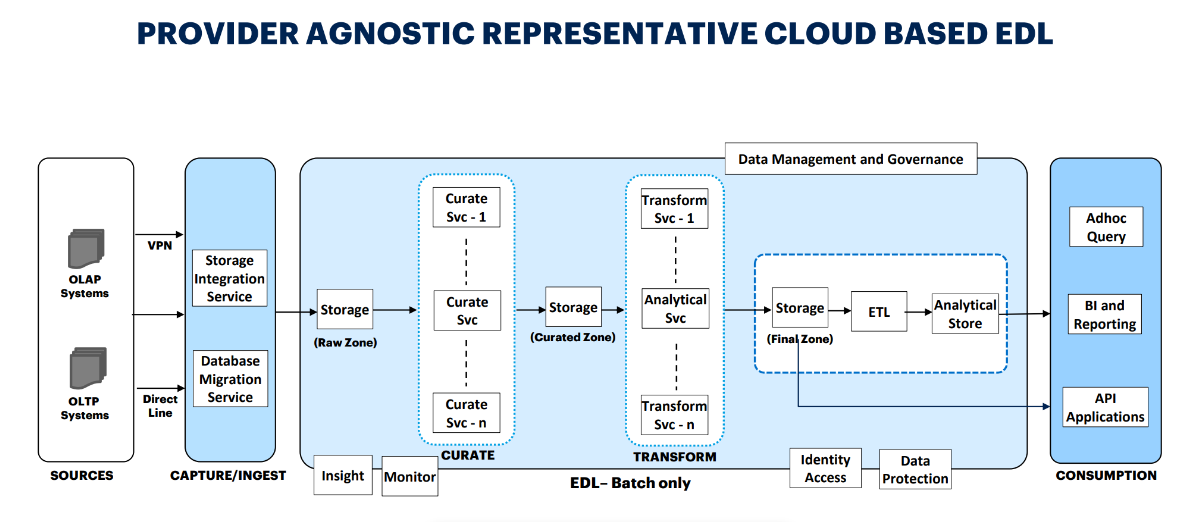 PROVIDER AGNOSTIC REPRESENTATIVE CLOUD BASED EDL
Data Management and Governance
OLAP
Systems
OLTP
Systems
SOURCES
VPN
Direct
Line
Storage
Integration
Service
Database
Migration
Service
CAPTURE/INGEST
Storage
(Raw Zone)
Curate
Svc - 1
Curate
Svc
Curate
Svc - n
CURATE
Storage
(Curated Zone)
Transform
Svc - 1
Analytical
Svc
Transform
Svc - n
TRANSFORM
Storage
(Final Zone)
ETL
Analytical
Store
Insight
Monitor
EDL– Batch only
Identity
Access
Data
Protection
Adhoc
Query
BI and
Reporting
API
Applications
CONSUMPTION